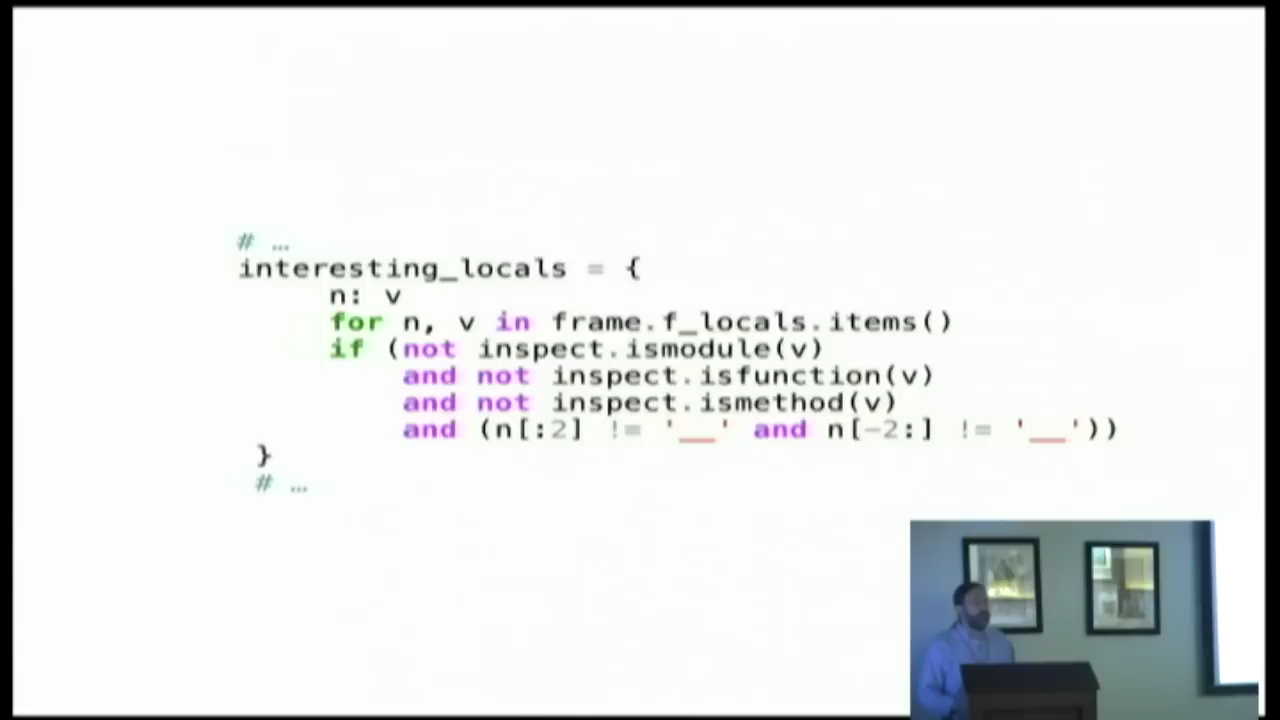 # …
interesting_locals = {
n: v
for n, v in frame.f_locals.items()
if (not inspect.ismodule(v)
and not inspect.isfunction(v)
and not inspect.ismethod(v)
and (n[:2] != '__' and n[-2:] != '__'))
}
# …